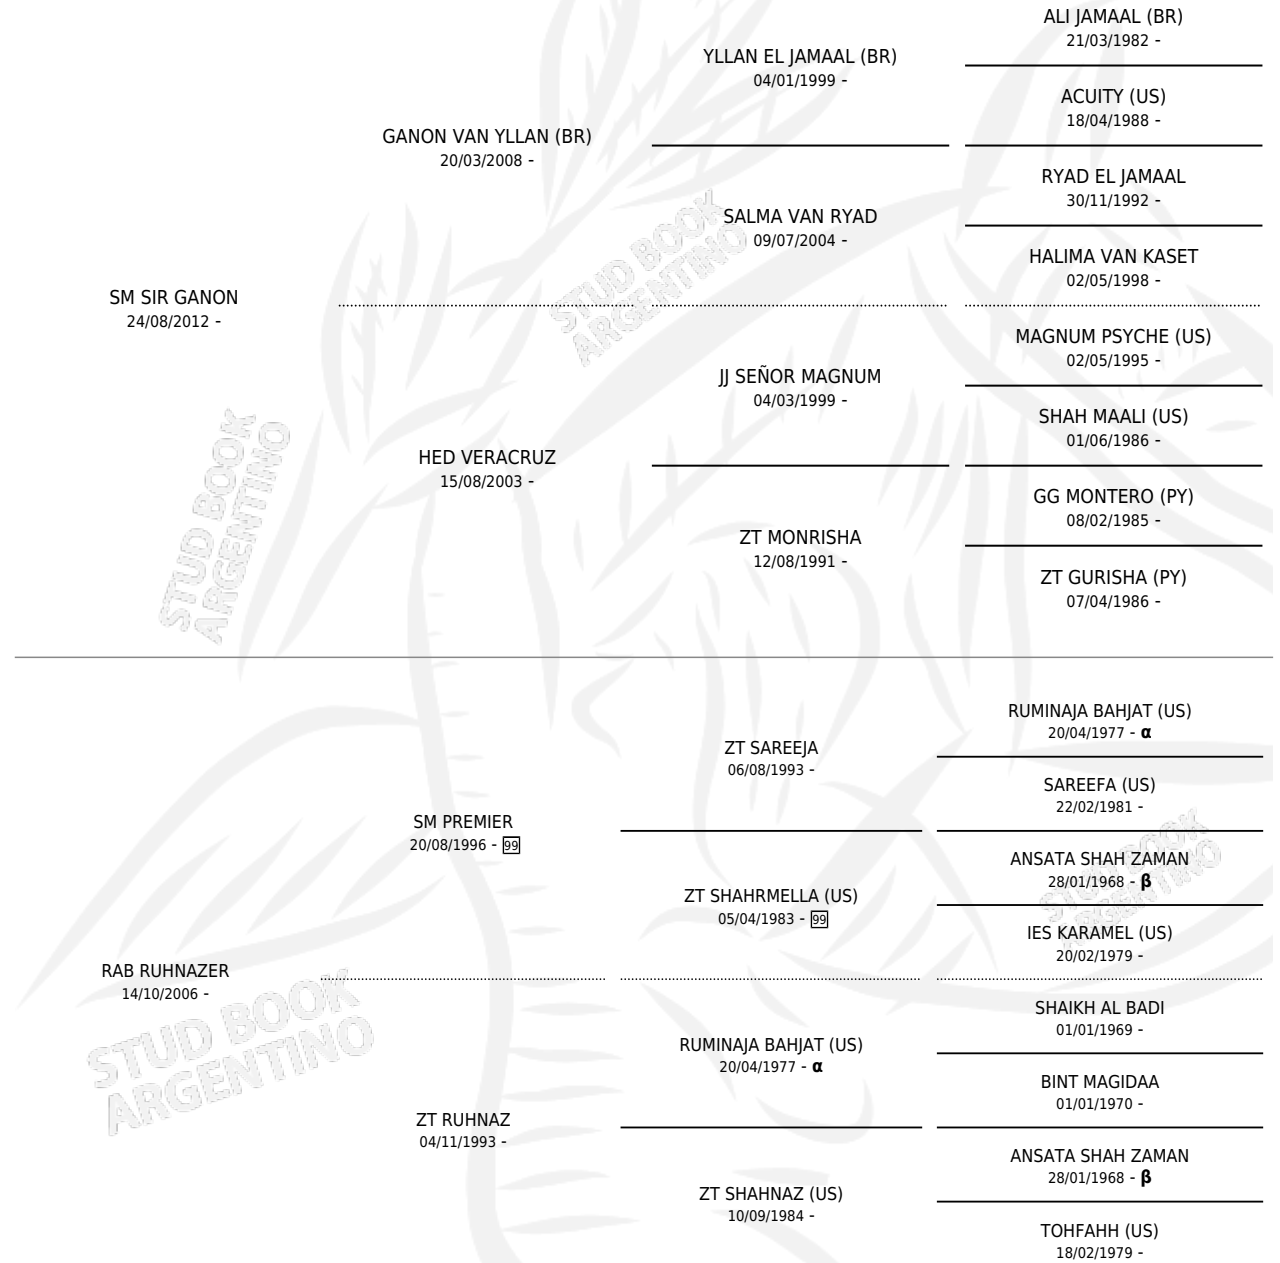 ALI JAMAAL (BR)
21/03/1982 -
YLLAN EL JAMAAL (BR)
04/01/1999 -
ACUITY (US)
18/04/1988 -
GANON VAN YLLAN (BR)
20/03/2008 -
RYAD EL JAMAAL
30/11/1992 -
SALMA VAN RYAD
09/07/2004 -
HALIMA VAN KASET
02/05/1998 -
SM SIR GANON
24/08/2012 -
MAGNUM PSYCHE (US)
02/05/1995 -
JJ SEÑOR MAGNUM
04/03/1999 -
SHAH MAALI (US)
01/06/1986 -
HED VERACRUZ
15/08/2003 -
GG MONTERO (PY)
08/02/1985 -
ZT MONRISHA
12/08/1991 -
ZT GURISHA (PY)
07/04/1986 -
RUMINAJA BAHJAT (US)
20/04/1977 - α
ZT SAREEJA
06/08/1993 -
SAREEFA (US)
22/02/1981 -
SM PREMIER
20/08/1996 - 99
ANSATA SHAH ZAMAN
28/01/1968 - β
ZT SHAHRMELLA (US)
05/04/1983 - 99
IES KARAMEL (US)
20/02/1979 -
RAB RUHNAZER
14/10/2006 -
SHAIKH AL BADI
01/01/1969 -
RUMINAJA BAHJAT (US)
20/04/1977 - α
BINT MAGIDAA
01/01/1970 -
ZT RUHNAZ
04/11/1993 -
ANSATA SHAH ZAMAN
28/01/1968 - β
ZT SHAHNAZ (US)
10/09/1984 -
TOHFAHH (US)
18/02/1979 -
STUD BOOK
ARGENTINO
STUD BOOK
ARGENTINO
STUD BOOK
ARGENTINO
STUD BOOK
ARGENTINO